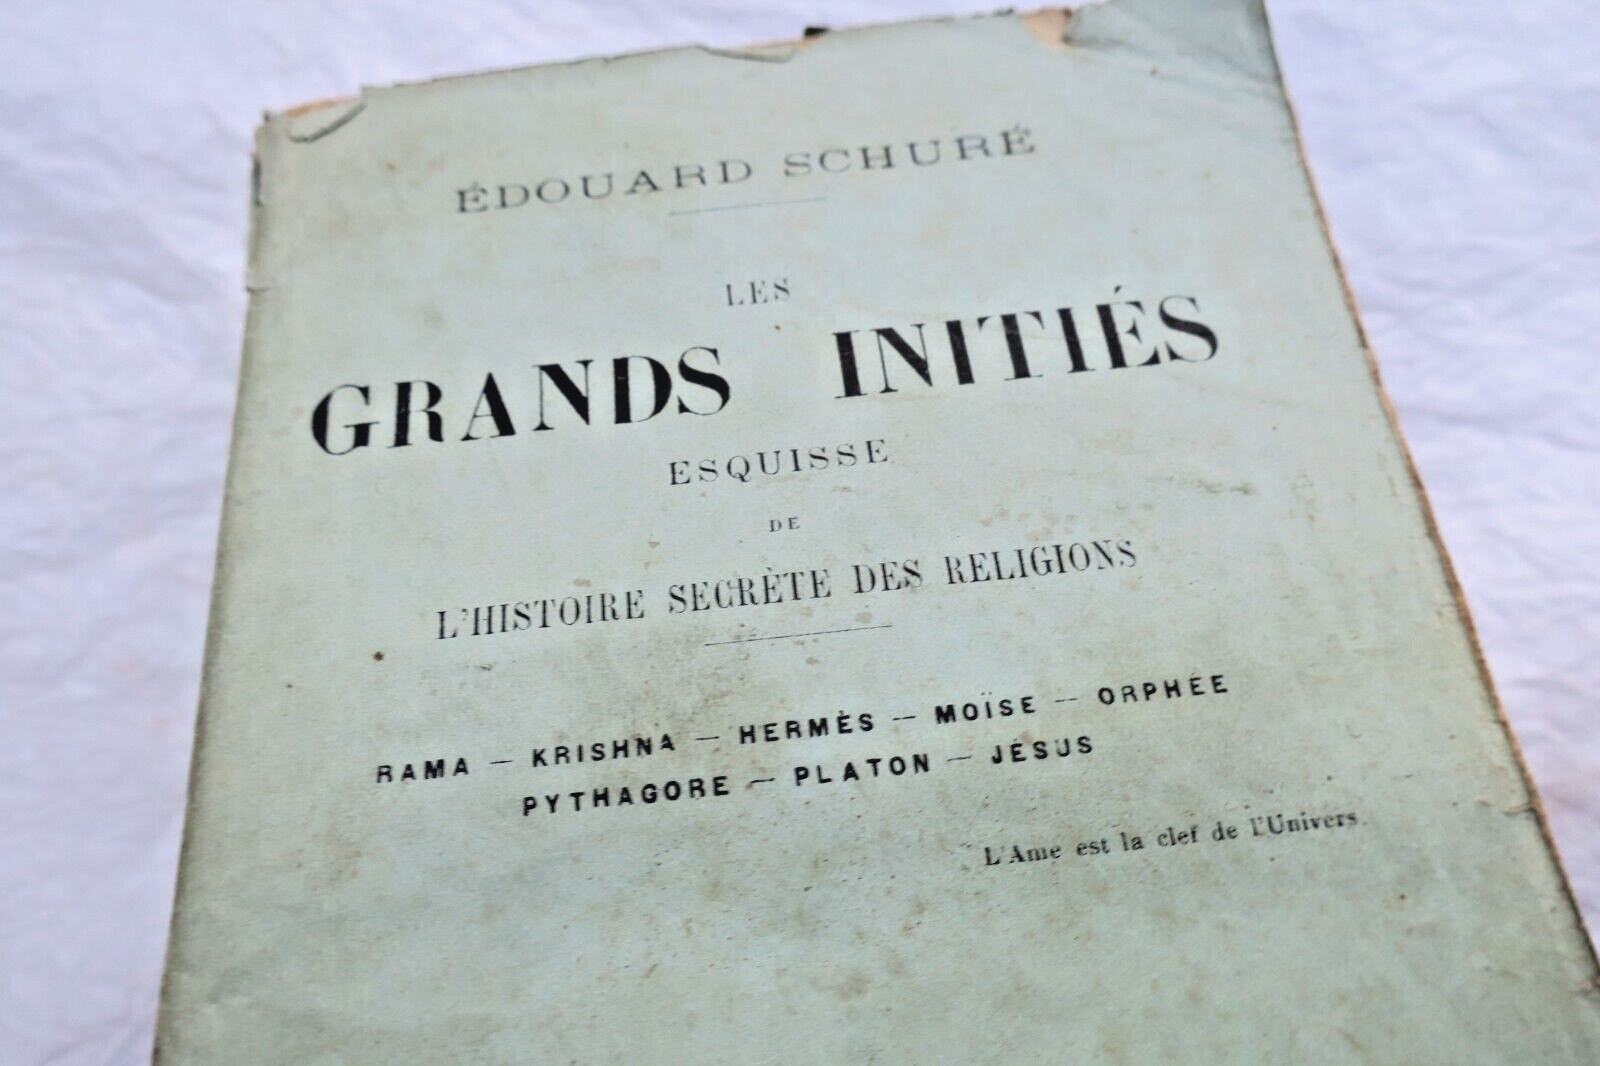 ÉDOUARD SCHURÉ
LES
GRANDS INITIÉS
ESQUISSE
DE
L'HISTOIRE SECRÈTE DES RELIGIONS
RAMA — KRISHNA — HERMÈS — MOÏSE — ORPHÉE
PYTHAGORE — PLATON — JÉSUS
L'Ame est la clef de l'Univers.